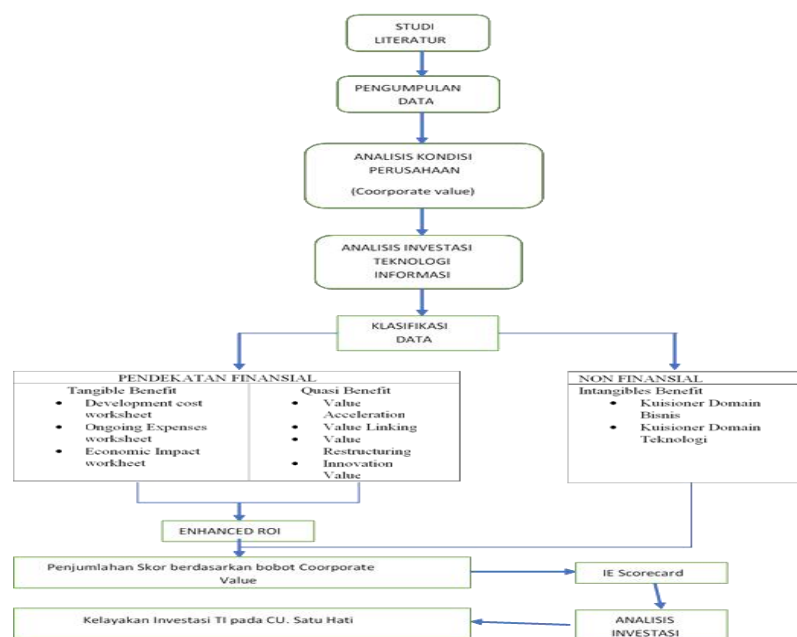 STUDI
LITERATUR
PENGUMPULAN
DATA
ANALISIS KONDISI
PERUSAHAAN
(Coorporate value)
ANALISIS INVESTASI
TEKNOLOGI
INFORMASI
KLASIFIKASI
DATA
PENDEKATAN FINANSIAL
Tangible Benefit
• Development cost
worksheet
• Ongoing Expenses
worksheet
• Economic Impact
workheet
Quasi Benefit
• Value
Acceleration
• Value Linking
• Value
Restructuring
• Innovation
Value
NON FINANSIAL
Intangibles Benefit
• Kuisioner Domain
Bisnis
• Kuisioner Domain
Teknologi
ENHANCED ROI
Penjumlahan Skor berdasarkan bobot Coorporate
Value
IE Scorecard
Kelayakan Investasi TI pada CU. Satu Hati
ANALISIS
INVESTASI